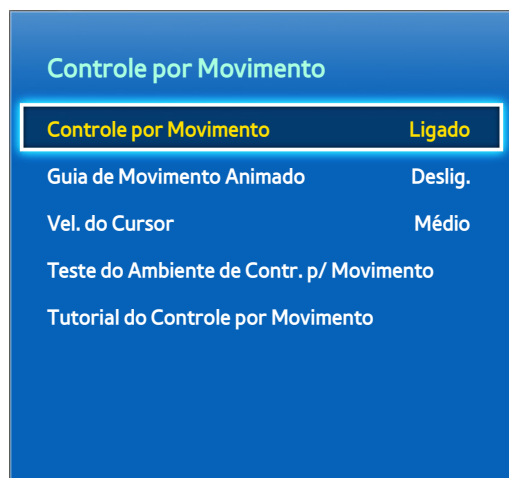 Controle por Movimento
Controle por Movimento Ligado
Guia de Movimento Animado Deslig.
Vel. do Cursor Médio
Teste do Ambiente de Contr. p/ Movimento
Tutorial do Controle por Movimento